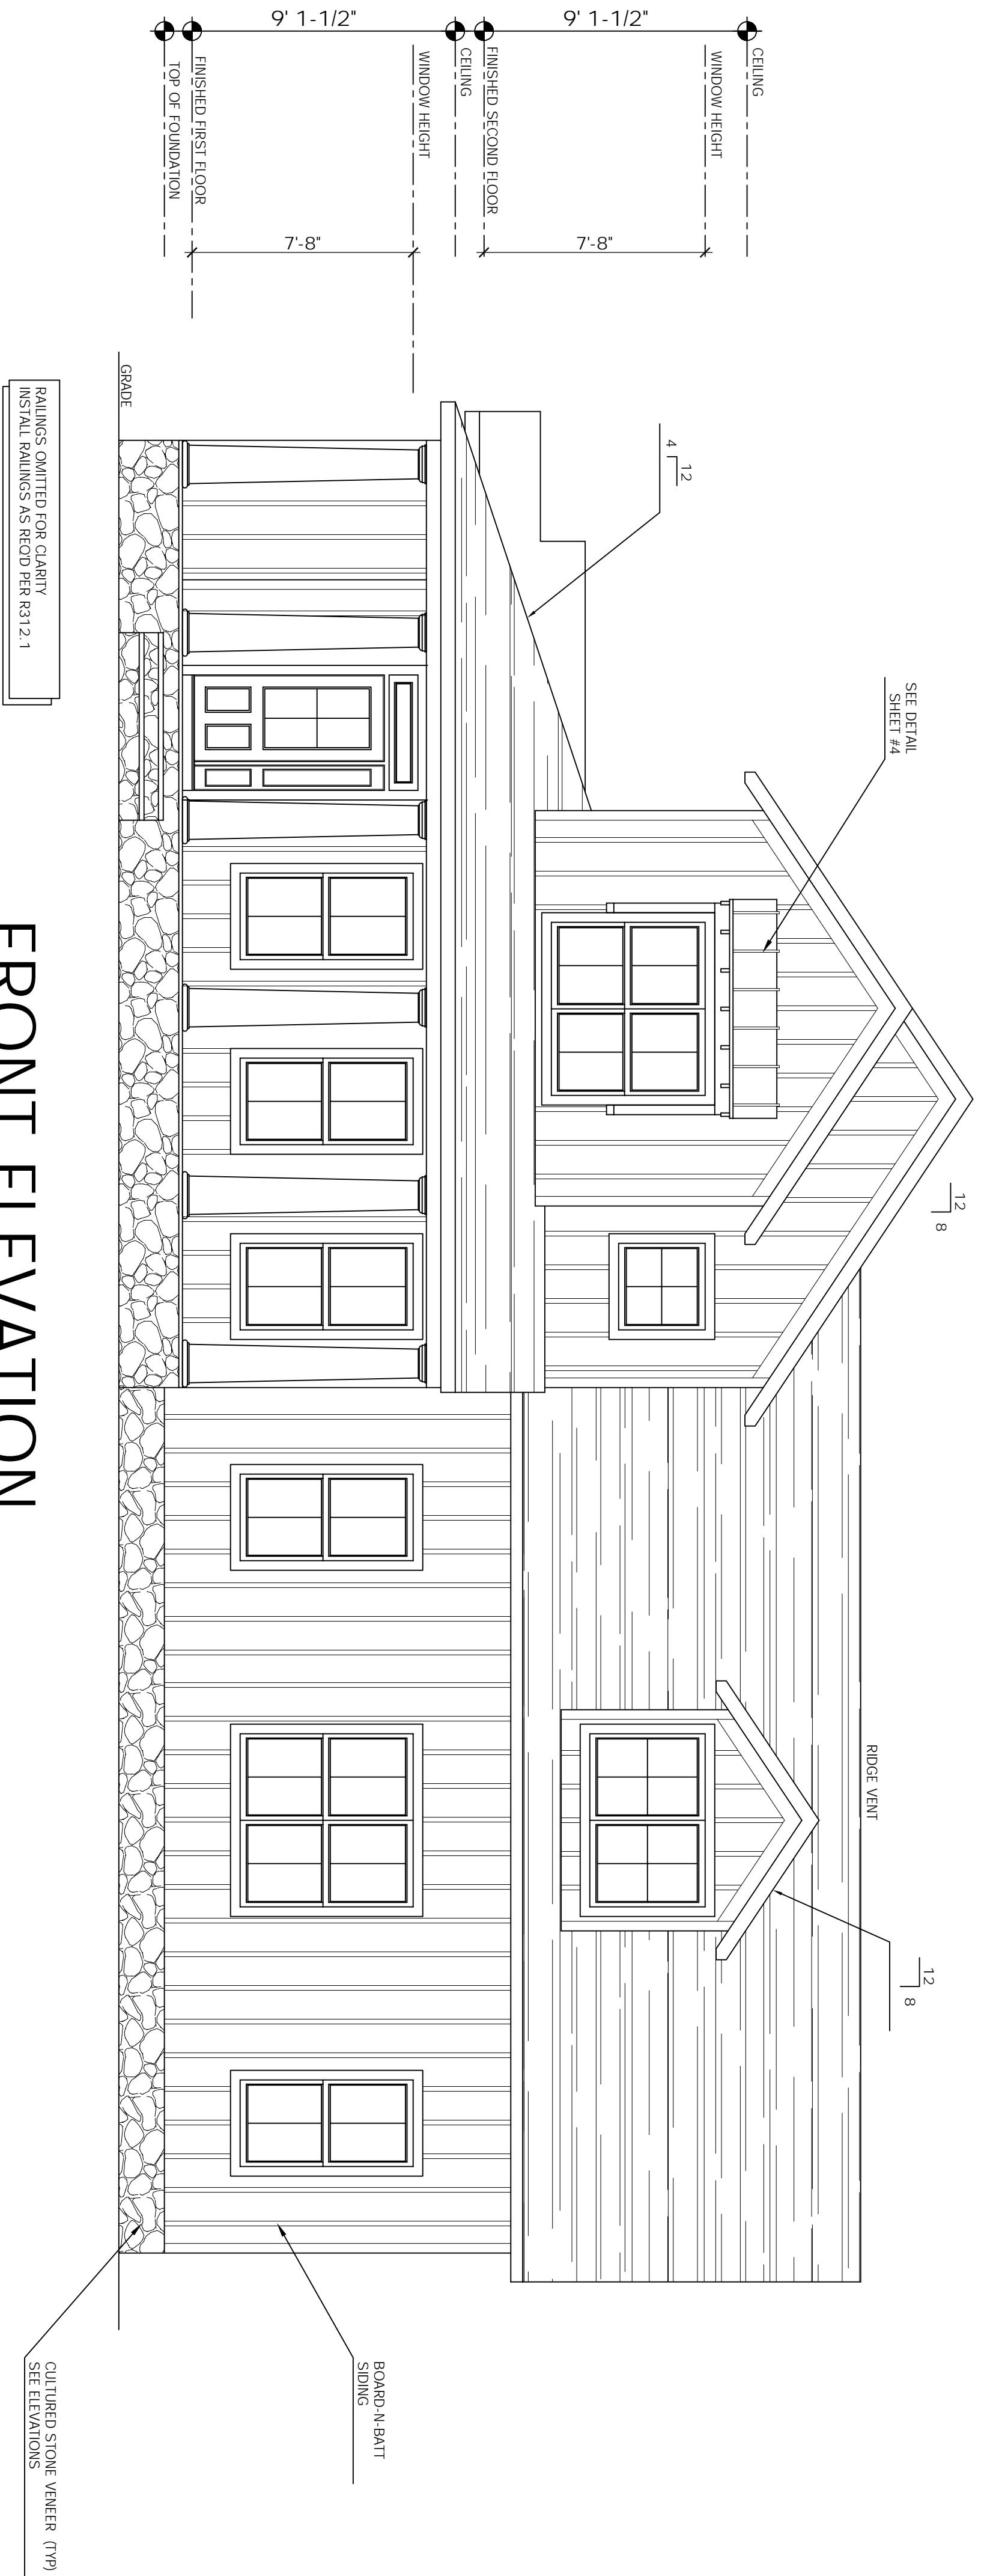 SEE DETAIL
SHEET #4
12
8
RIDGE VENT
12
8
12
4
CEILING
WINDOW HEIGHT
9' 1-1/2"
7'-8"
FINISHED SECOND FLOOR
CEILING
WINDOW HEIGHT
9' 1-1/2"
7'-8"
FINISHED FIRST FLOOR
TOP OF FOUNDATION
GRADE
BOARD-N-BATT
SIDING
CULTURED STONE VENEER (TYP)
SEE ELEVATIONS
RAILINGS OMITTED FOR CLARITY
INSTALL RAILINGS AS REQ'D PER R312.1
FRONT ELEVATION